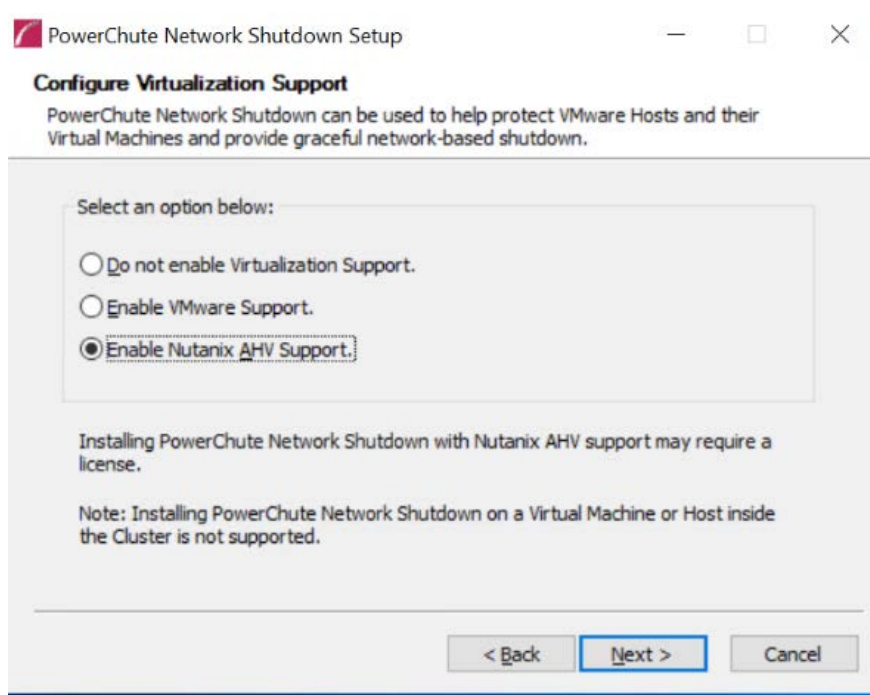 PowerChute Network Shutdown Setup
Configure Virtualization Support
PowerChute Network Shutdown can be used to help protect VMware Hosts and their
Virtual Machines and provide graceful network-based shutdown.
Select an option below:
Do not enable Virtualization Support.
Enable VMware Support.
Enable Nutanix AHV Support.
Installing PowerChute Network Shutdown with Nutanix AHV support may require a
license.
Note: Installing PowerChute Network Shutdown on a Virtual Machine or Host inside
the Cluster is not supported.
< Back Next > Cancel